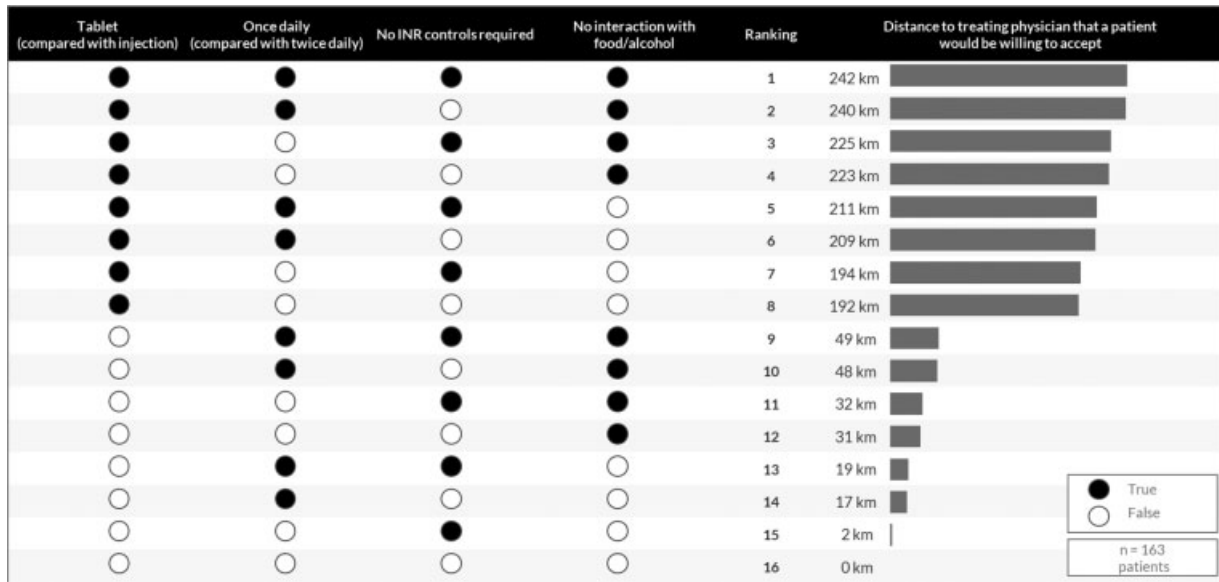 Tablet
(compared with injection)
Once daily
(compared with twice daily)
No INR controls required
No interaction with
food/alcohol
Ranking
Distance to treating physician that a patient
would be willing to accept
1 242 km
2 240 km
3 225 km
4 223 km
5 211 km
6 209 km
7 194 km
8 192 km
9 49 km
10 48 km
11 32 km
12 31 km
13 19 km
14 17 km
15 2 km
16 0 km
True
False
n = 163
patients